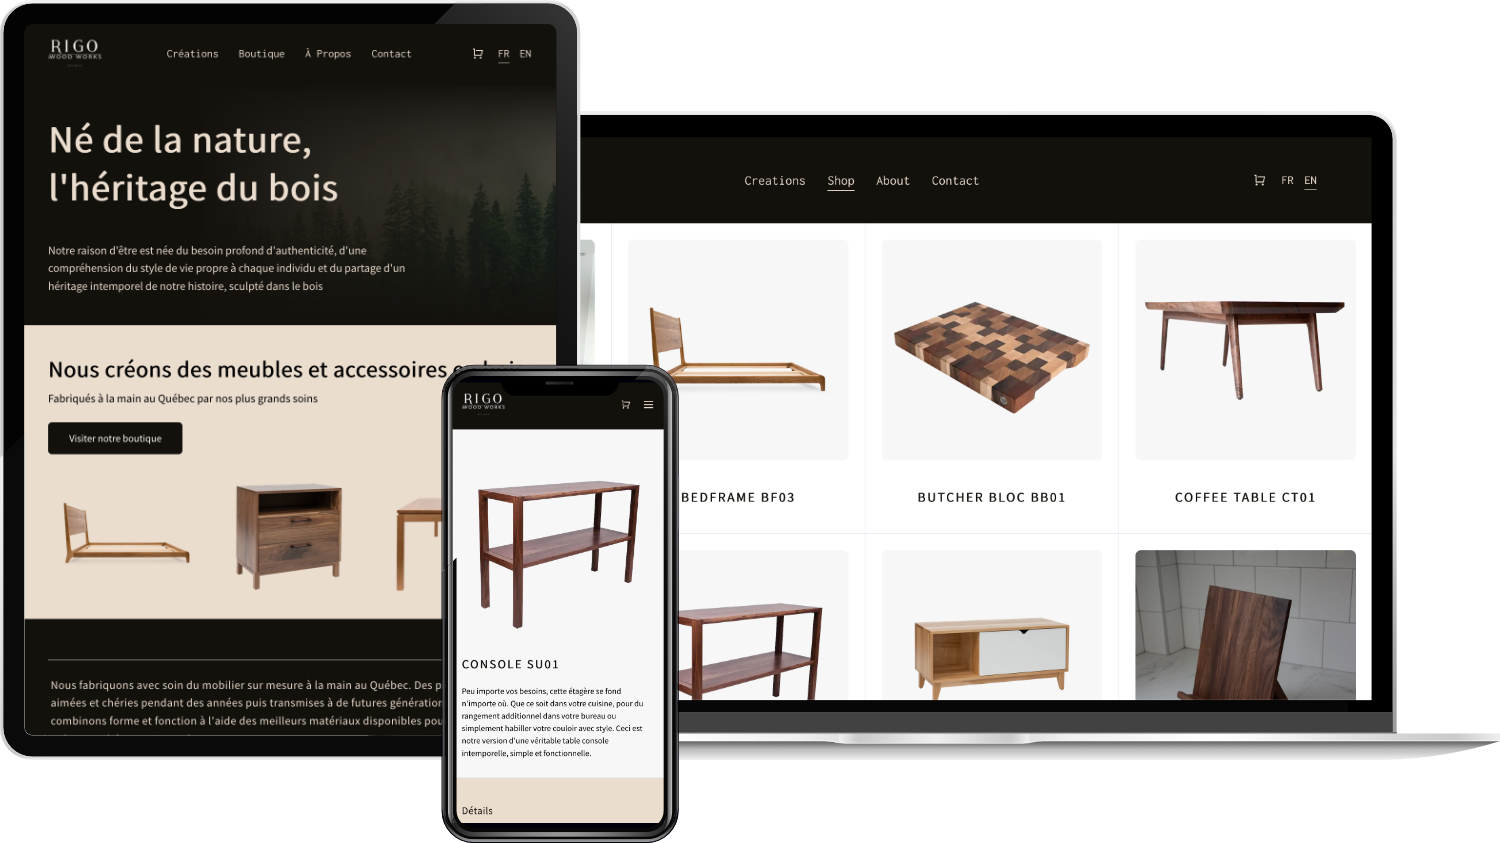 RIGO
WOOD WORKS
Créations Boutique À Propos Contact FR EN
Né de la nature,
l'héritage du bois
Notre raison d'être est née du besoin profond d'authenticité, d'une
compréhension du style de vie propre à chaque individu et du partage d'un
héritage intemporel de notre histoire, sculpté dans le bois
Nous créons des meubles et accessoires
Fabriqués à la main au Québec par nos plus grands soins
Visiter notre boutique
Nous fabriquons avec soin du mobilier sur mesure à la main au Québec. Des p
aimées et chéries pendant des années puis transmises à de futures génération
combinons forme et fonction à l'aide des meilleurs matériaux disponibles pou
RIGO
WOOD WORKS
CONSOLE SU01
Peu importe vos besoins, cette étagère se fond
n'importe où. Que ce soit dans votre cuisine, pour du
rangement additionnel dans votre bureau ou
simplement habiller votre couloir avec style. Ceci est
notre version d'une véritable table console
intemporelle, simple et fonctionnelle.
Détails
Creations Shop About Contact FR EN
BEDFRAME BF03
BUTCHER BLOC BB01
COFFEE TABLE CT01